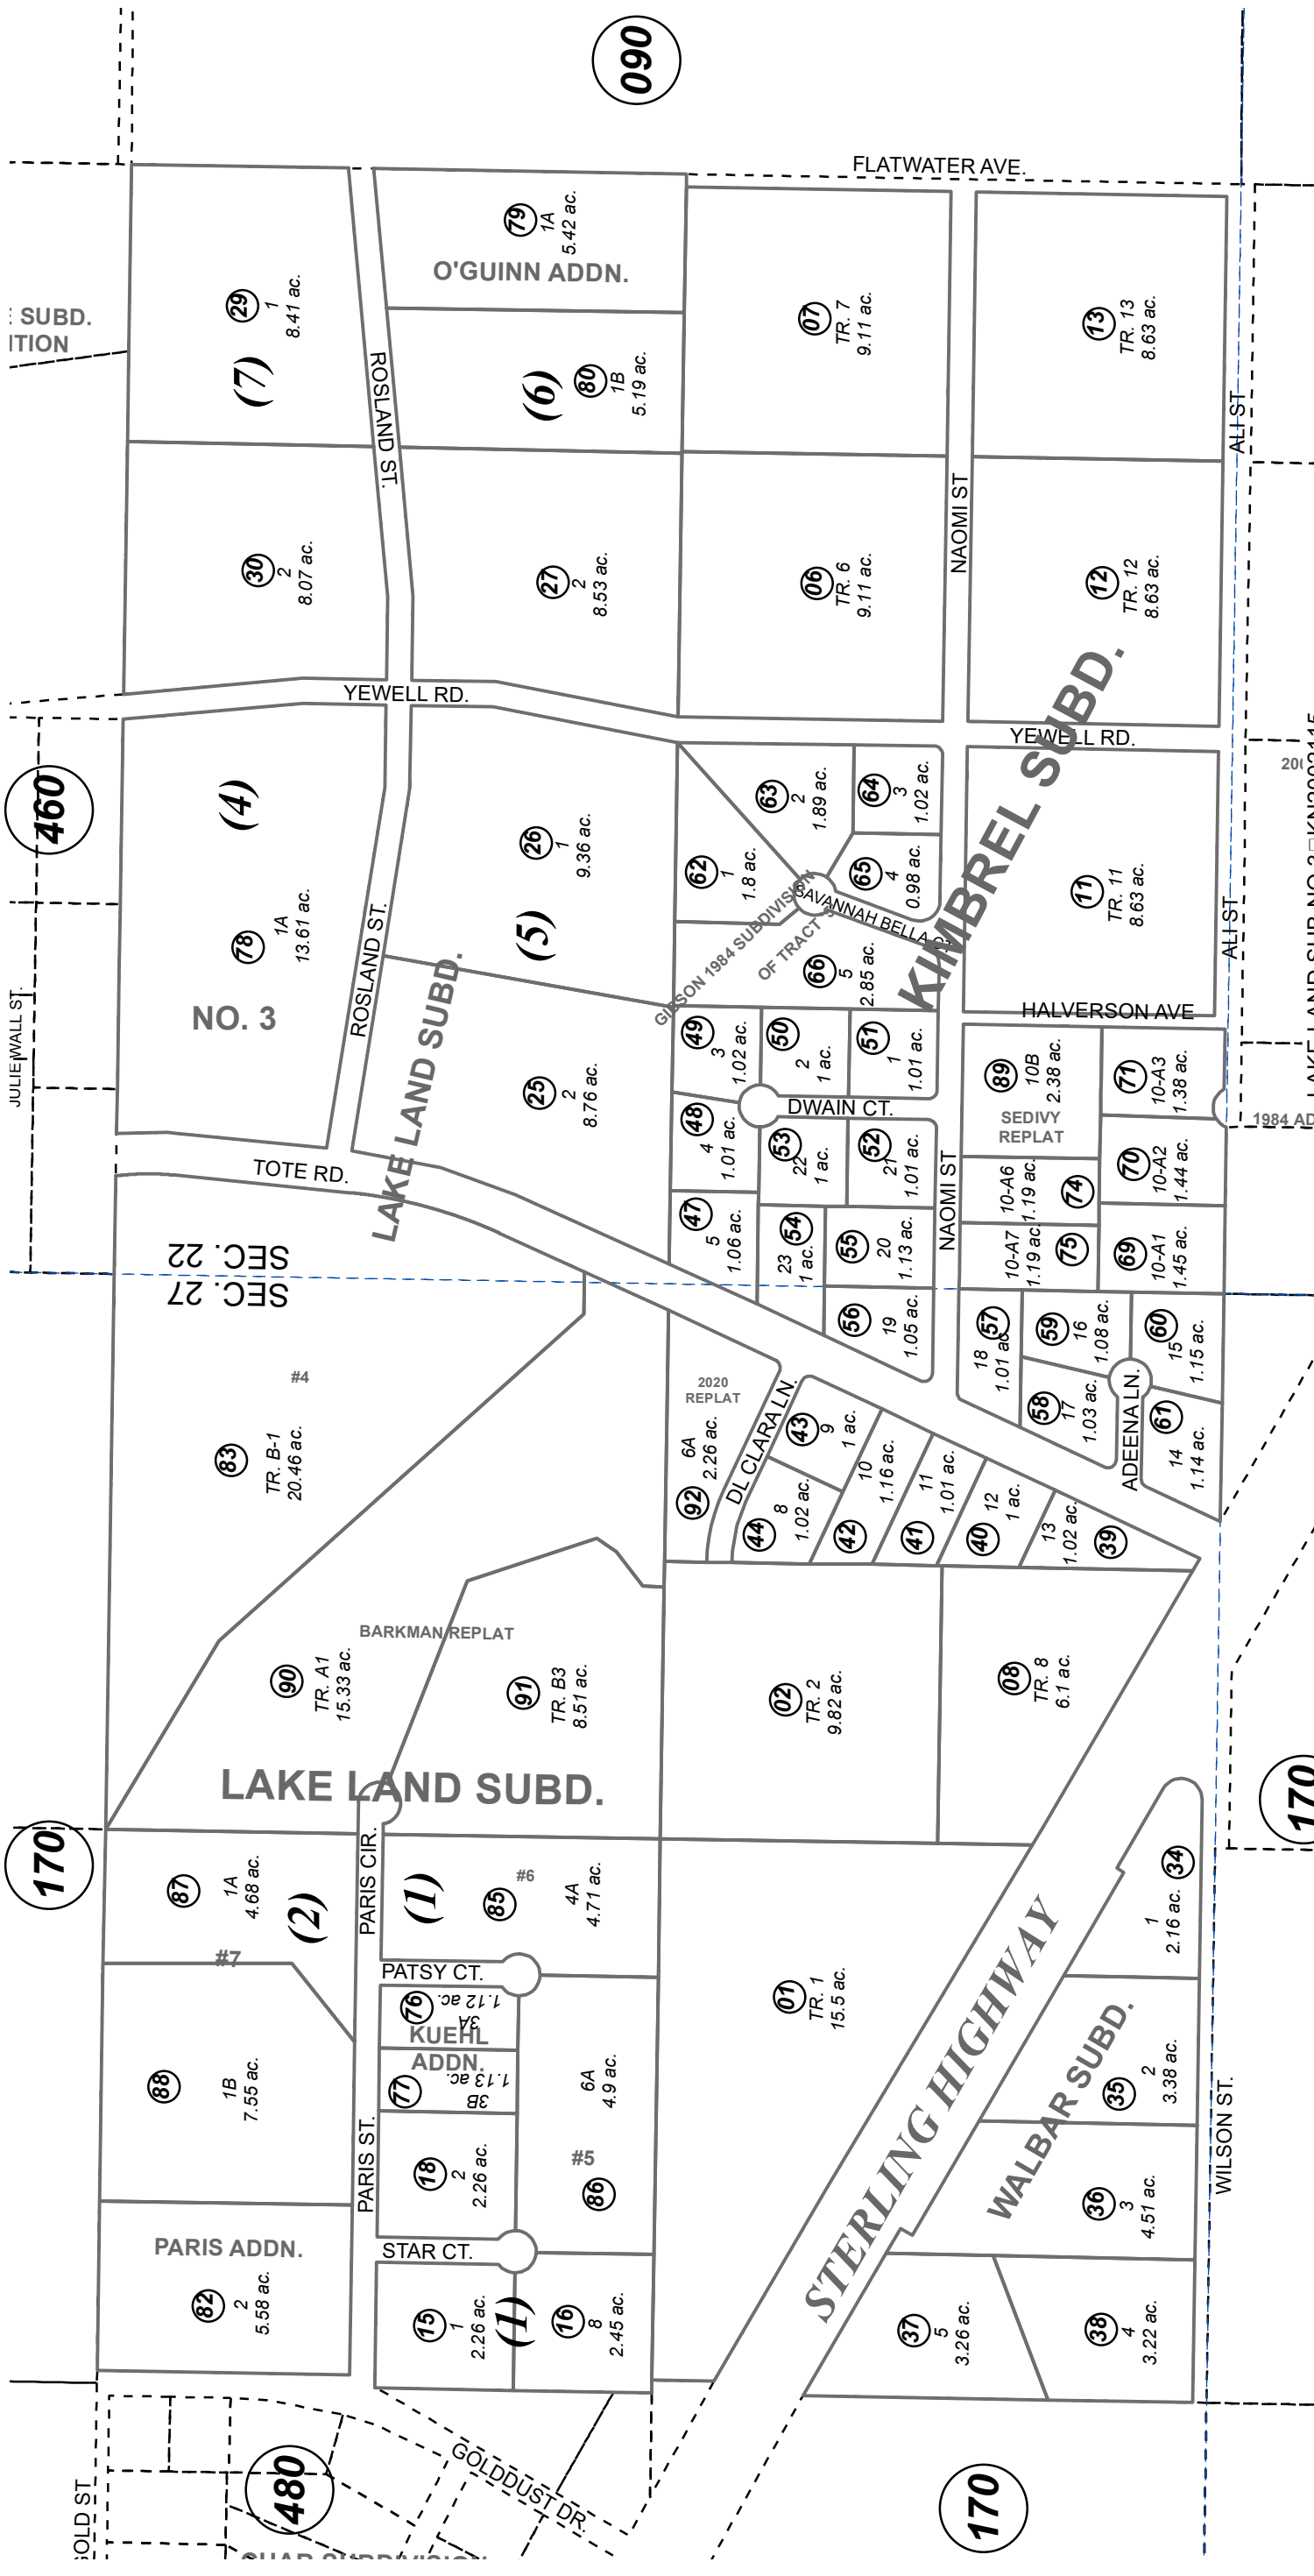 090
FLATWATER AVE.
79
1A
5.42 ac.
O'GUINN ADDN.
29
1
8.41 ac.
(7)
SUBD.
ITION
ROSLAND ST.
(6)
80
1B
5.19 ac.
07
TR. 7
9.11 ac.
13
TR. 13
8.63 ac.
ALI ST
NAOMI ST
30
2
8.07 ac.
27
2
8.53 ac.
06
TR. 6
9.11 ac.
12
TR. 12
8.63 ac.
YEWELL RD.
YEWELL RD.
KIMBREL SUBD.
460
(4)
78
1A
13.61 ac.
NO. 3
ROSLAND ST.
26
1
9.36 ac.
(5)
63
2
1.89 ac.
64
3
1.02 ac.
62
1
1.8 ac.
65
4
0.98 ac.
SAVANNAH BELLA CT.
GIBSON 1984 SUBDIVISION
OF TRACT 5
66
5
2.85 ac.
11
TR. 11
8.63 ac.
ALI ST
HALVERSON AVE
LAKE LAND SUB NO 3
KN2002115
JULIE WALL ST.
LAKE LAND SUBD.
25
2
8.76 ac.
49
3
1.02 ac.
50
2
1 ac.
51
1
1.01 ac.
DWAIN CT.
48
4
1.01 ac.
53
22
1 ac.
52
21
1.01 ac.
47
5
1.06 ac.
54
23
1 ac.
55
20
1.13 ac.
56
19
1.05 ac.
NAOMI ST
89
10B
2.38 ac.
SEDIVY
REPLAT
71
10-A3
1.38 ac.
1984 AD
70
10-A2
1.44 ac.
74
10-A6
1.19 ac.
75
10-A7
1.19 ac.
69
10-A1
1.45 ac.
TOTE RD.
SEC. 22
SEC. 27
57
18
1.01 ac.
59
16
1.08 ac.
60
15
1.15 ac.
58
17
1.03 ac.
ADEENA LN.
61
14
1.14 ac.
#4
83
TR. B-1
20.46 ac.
2020
REPLAT
92
6A
2.26 ac.
DL CLARA LN.
43
9
1 ac.
44
8
1.02 ac.
42
10
1.16 ac.
41
11
1.01 ac.
40
12
1 ac.
39
13
1.02 ac.
BARKMAN REPLAT
90
TR. A1
15.33 ac.
91
TR. B3
8.51 ac.
02
TR. 2
9.82 ac.
08
TR. 8
6.1 ac.
LAKE LAND SUBD.
170
170
87
1A
4.68 ac.
(2)
#7
PARIS CIR.
(1)
85
#6
4A
4.71 ac.
PATSY CT.
76
3A
1.12 ac.
KUEHL
ADDN.
77
3B
1.13 ac.
6A
4.9 ac.
#5
86
01
TR. 1
15.5 ac.
34
1
2.16 ac.
STERLING HIGHWAY
WALBAR SUBD.
35
2
3.38 ac.
WILSON ST.
36
3
4.51 ac.
88
1B
7.55 ac.
PARIS ST.
18
2
2.26 ac.
STAR CT.
PARIS ADDN.
82
2
5.58 ac.
15
1
2.26 ac.
(1)
16
8
2.45 ac.
37
5
3.26 ac.
38
4
3.22 ac.
GOLDDUST DR.
480
170
GOLD ST